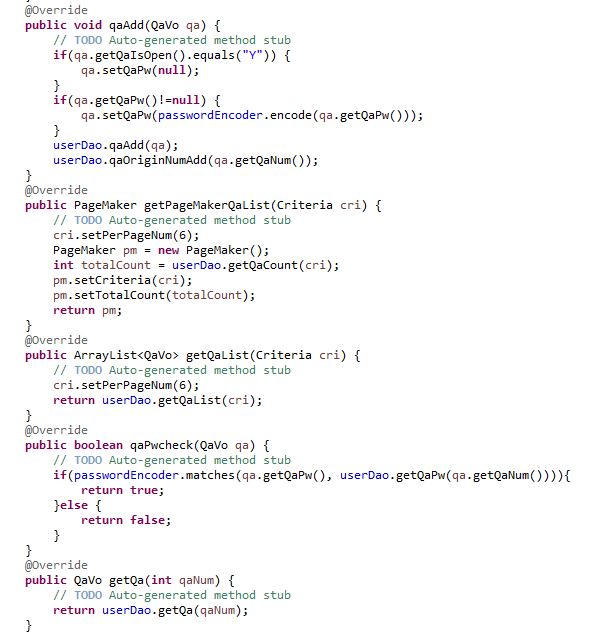 @Override
public void qaAdd(QaVo qa) {
    // TODO Auto-generated method stub
    if(qa.getQaIsOpen().equals("Y")) {
        qa.setQaPw(null);
    }
    if(qa.getQaPw()!=null) {
        qa.setQaPw(passwordEncoder.encode(qa.getQaPw()));
    }
    userDao.qaAdd(qa);
    userDao.qaOriginNumAdd(qa.getQaNum());
}
@Override
public PageMaker getPageMakerQaList(Criteria cri) {
    // TODO Auto-generated method stub
    cri.setPerPageNum(6);
    PageMaker pm = new PageMaker();
    int totalCount = userDao.getQaCount(cri);
    pm.setCriteria(cri);
    pm.setTotalCount(totalCount);
    return pm;
}
@Override
public ArrayList<QaVo> getQaList(Criteria cri) {
    // TODO Auto-generated method stub
    cri.setPerPageNum(6);
    return userDao.getQaList(cri);
}
@Override
public boolean qaPwcheck(QaVo qa) {
    // TODO Auto-generated method stub
    if(passwordEncoder.matches(qa.getQaPw(), userDao.getQaPw(qa.getQaNum()))){
        return true;
    }else {
        return false;
    }
}
@Override
public QaVo getQa(int qaNum) {
    // TODO Auto-generated method stub
    return userDao.getQa(qaNum);
}